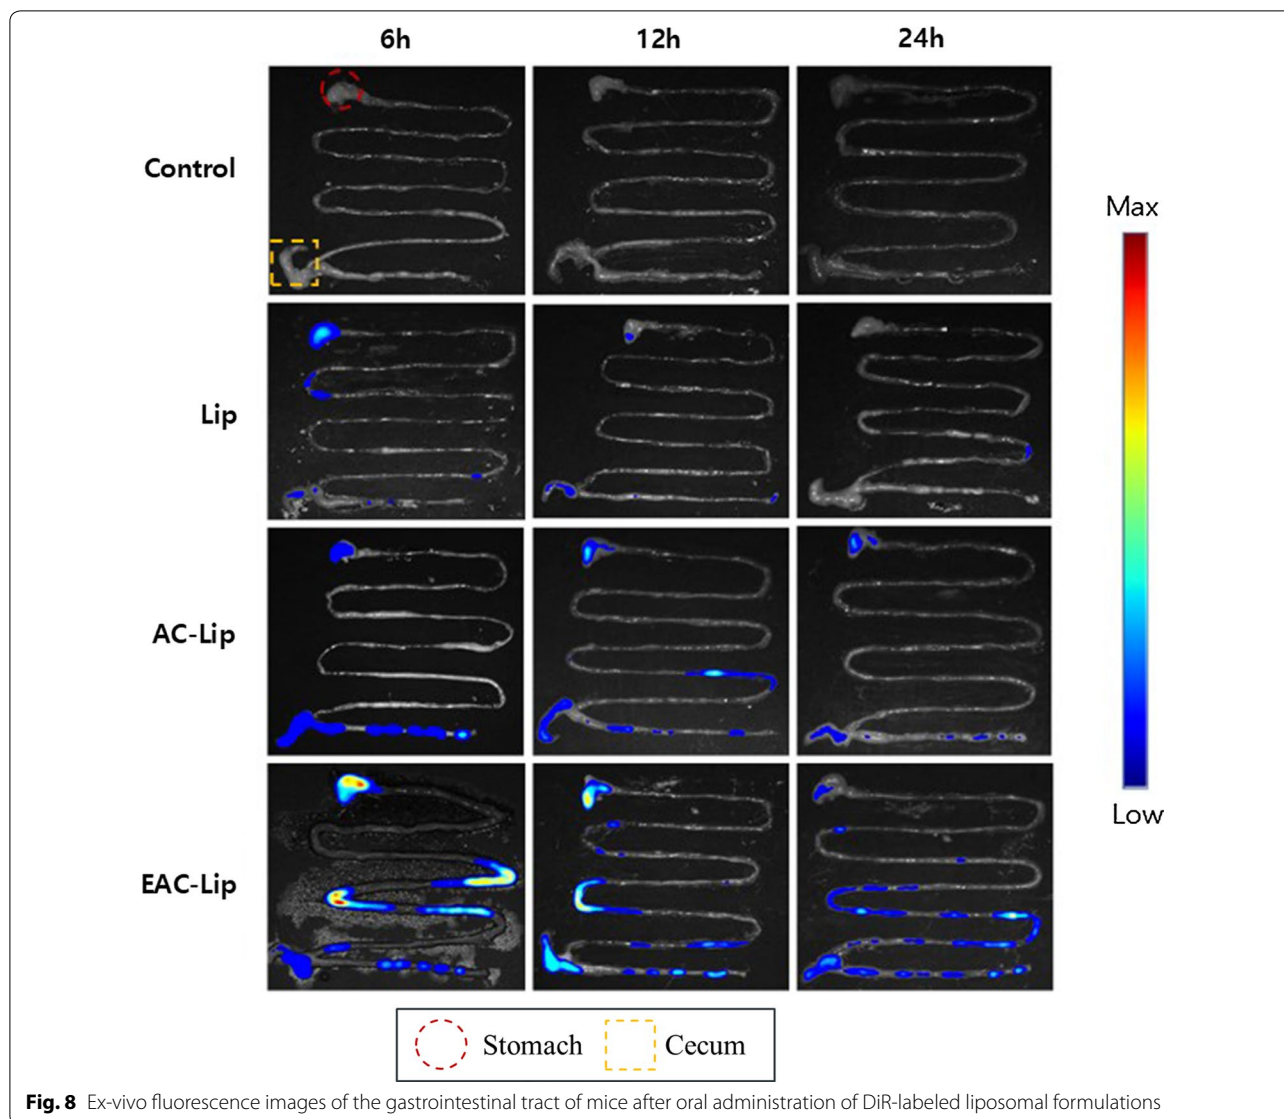 6h 12h 24h
Control
Max
Lip
AC-Lip
Low
EAC-Lip
Stomach Cecum
Fig. 8 Ex-vivo fluorescence images of the gastrointestinal tract of mice after oral administration of DiR-labeled liposomal formulations